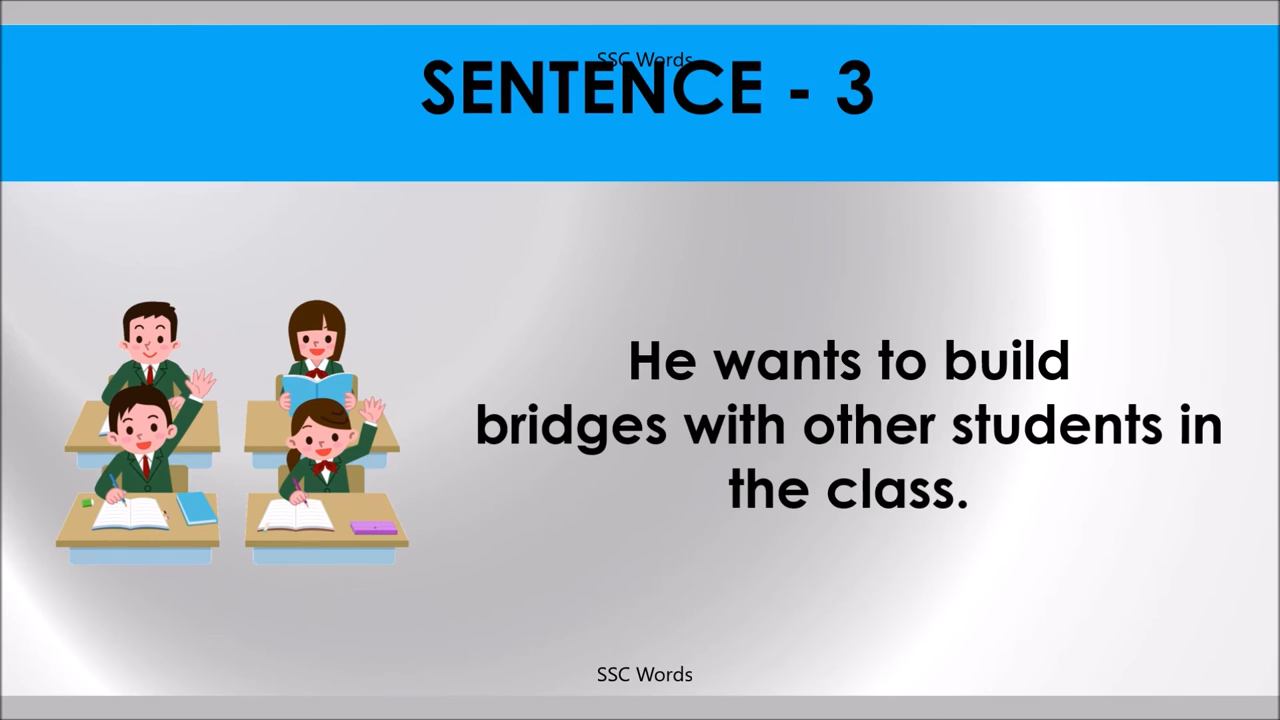 SSC Words
SENTENCE - 3
He wants to build
bridges with other students in
the class.
SSC Words